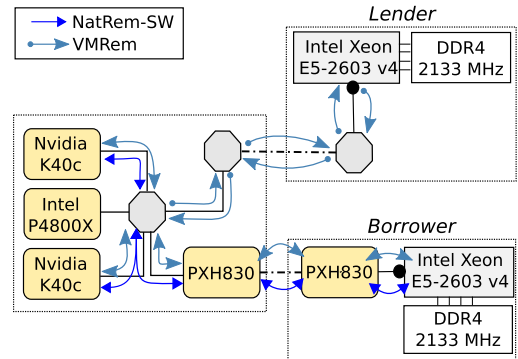 NatRem-SW
VMRem
Lender
Intel Xeon
E5-2603 v4
DDR4
2133 MHz
Nvidia
K40c
Intel
P4800X
Nvidia
K40c
PXH830
Borrower
PXH830
Intel Xeon
E5-2603 v4
DDR4
2133 MHz